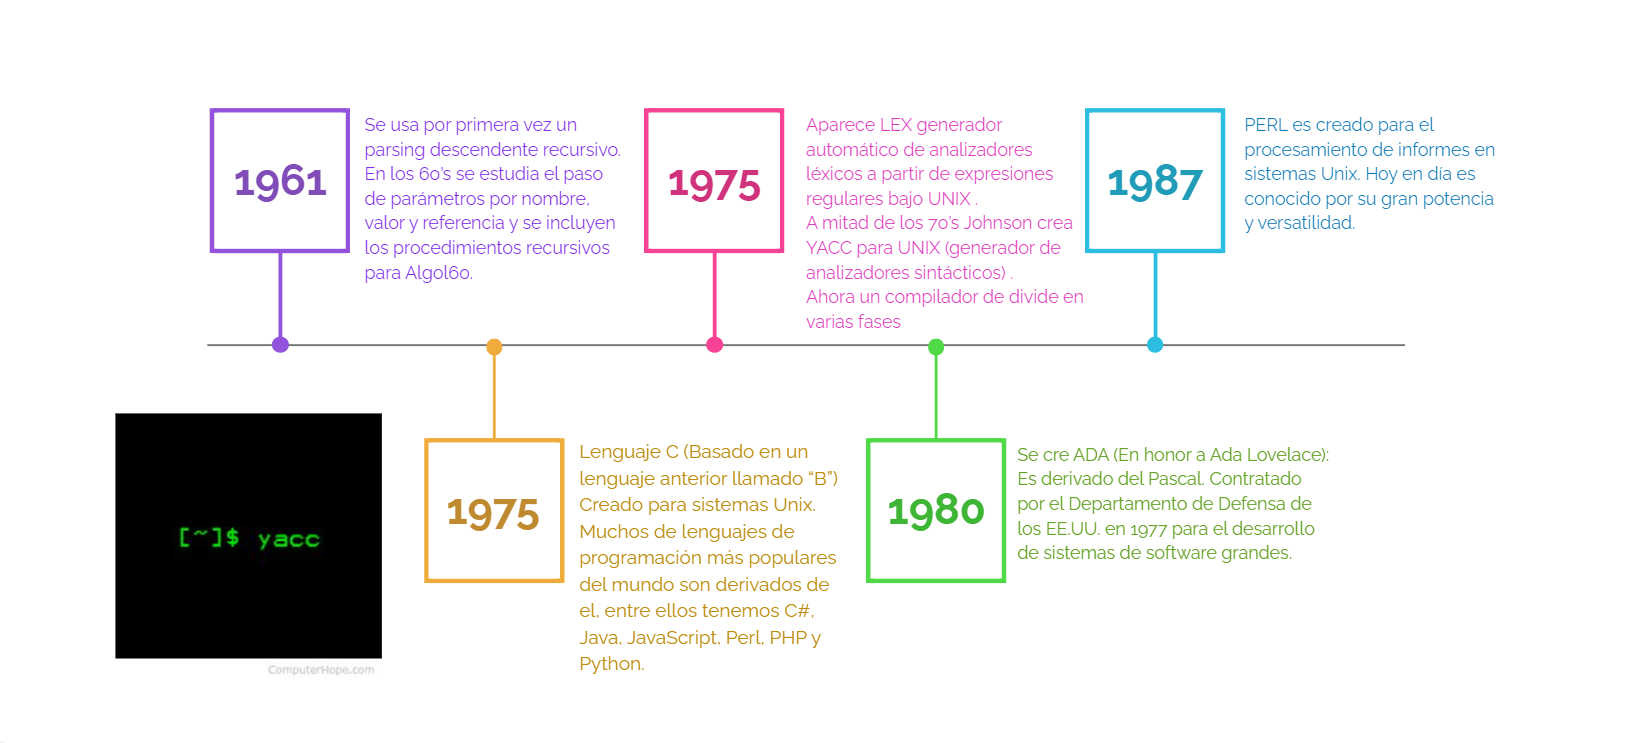 1961
Se usa por primera vez un
parsing descendente recursivo.
En los 60's se estudia el paso
de parámetros por nombre,
valor y referencia y se incluyen
los procedimientos recursivos
para Algol60.
1975
Aparece LEX generador
automático de analizadores
léxicos a partir de expresiones
regulares bajo UNIX .
A mitad de los 70's Johnson crea
YACC para UNIX (generador de
analizadores sintácticos) .
Ahora un compilador de divide en
varias fases
1987
PERL es creado para el
procesamiento de informes en
sistemas Unix. Hoy en día es
conocido por su gran potencia
y versatilidad.
[~]$ yacc
ComputerHope.com
1975
Lenguaje C (Basado en un
lenguaje anterior llamado “B”)
Creado para sistemas Unix.
Muchos de lenguajes de
programación más populares
del mundo son derivados de
el, entre ellos tenemos C#,
Java, JavaScript, Perl, PHP y
Python.
1980
Se cre ADA (En honor a Ada Lovelace):
Es derivado del Pascal. Contratado
por el Departamento de Defensa de
los EE.UU. en 1977 para el desarrollo
de sistemas de software grandes.